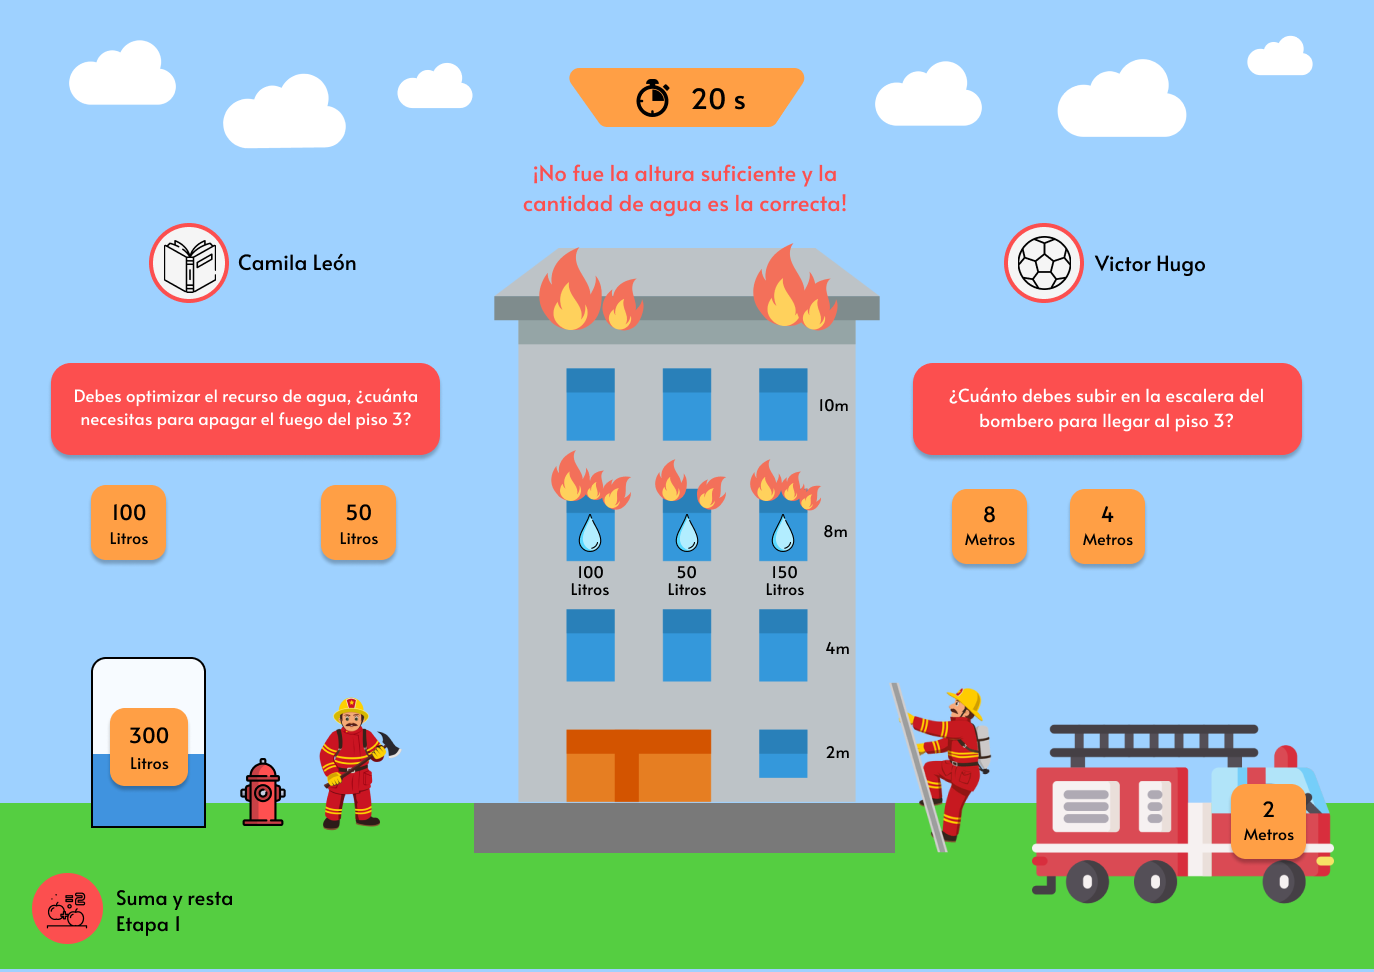 20 s
¡No fue la altura suficiente y la
cantidad de agua es la correcta!
Camila León
Victor Hugo
Debes optimizar el recurso de agua, ¿cuánta
necesitas para apagar el fuego del piso 3?
¿Cuánto debes subir en la escalera del
bombero para llegar al piso 3?
100
Litros
50
Litros
10m
8m
100
Litros
50
Litros
150
Litros
4m
2m
8
Metros
4
Metros
300
Litros
2
Metros
=2
Suma y resta
Etapa 1